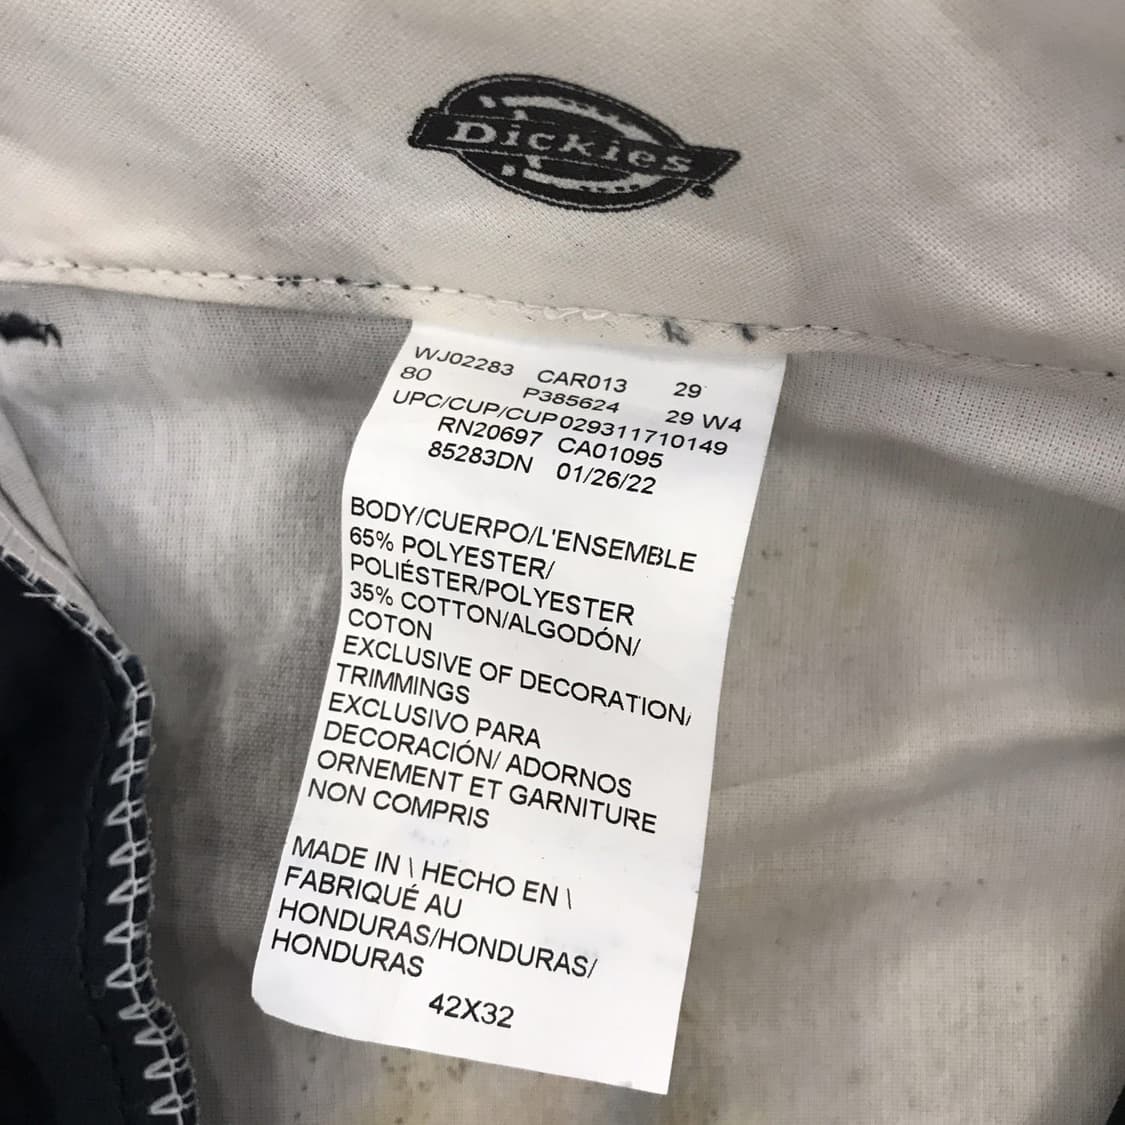 Dickies
WJ02283 CAR013 29
80 P385624 29 W4
UPC/CUP/CUP029311710149
RN20697 CA01095
85283DN 01/26/22
BODY/CUERPO/L'ENSEMBLE
65% POLYESTER/
POLIÉSTER/POLYESTER
35% COTTON/ALGODÓN/
COTON
EXCLUSIVE OF DECORATION/
TRIMMINGS
EXCLUSIVO PARA
DECORACIÓN/ ADORNOS
ORNEMENT ET GARNITURE
NON COMPRIS
MADE IN \ HECHO EN \
FABRIQUÉ AU
HONDURAS/HONDURAS/
HONDURAS
42X32